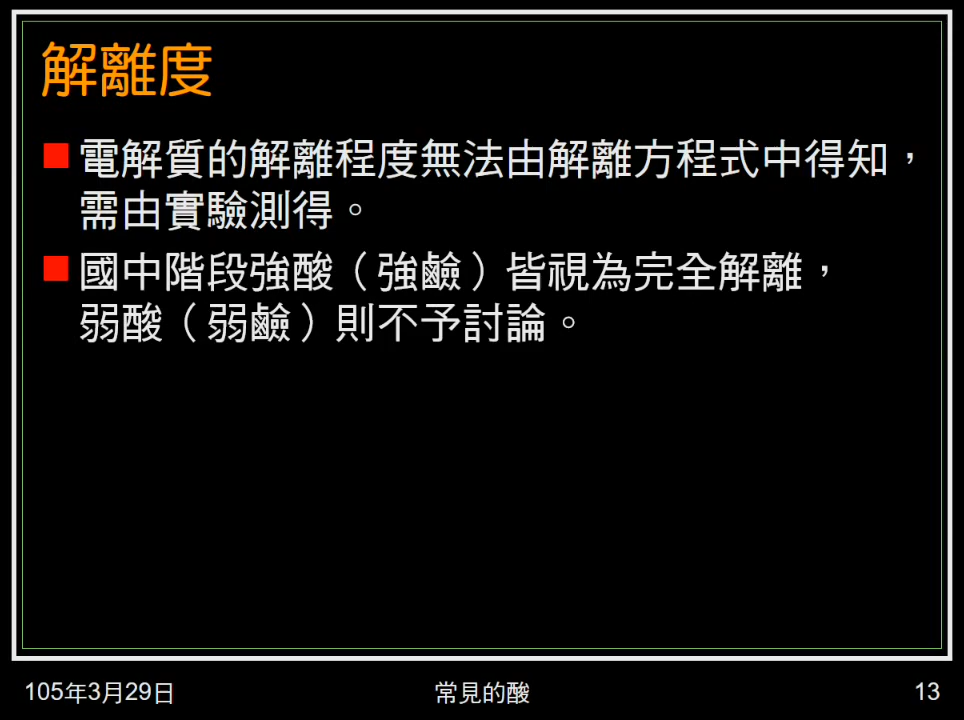 解離度
電解質的解離程度無法由解離方程式中得知，
需由實驗測得。
國中階段強酸（強鹼）皆視為完全解離，
弱酸（弱鹼）則不予討論。
105年3月29日
常見的酸
13